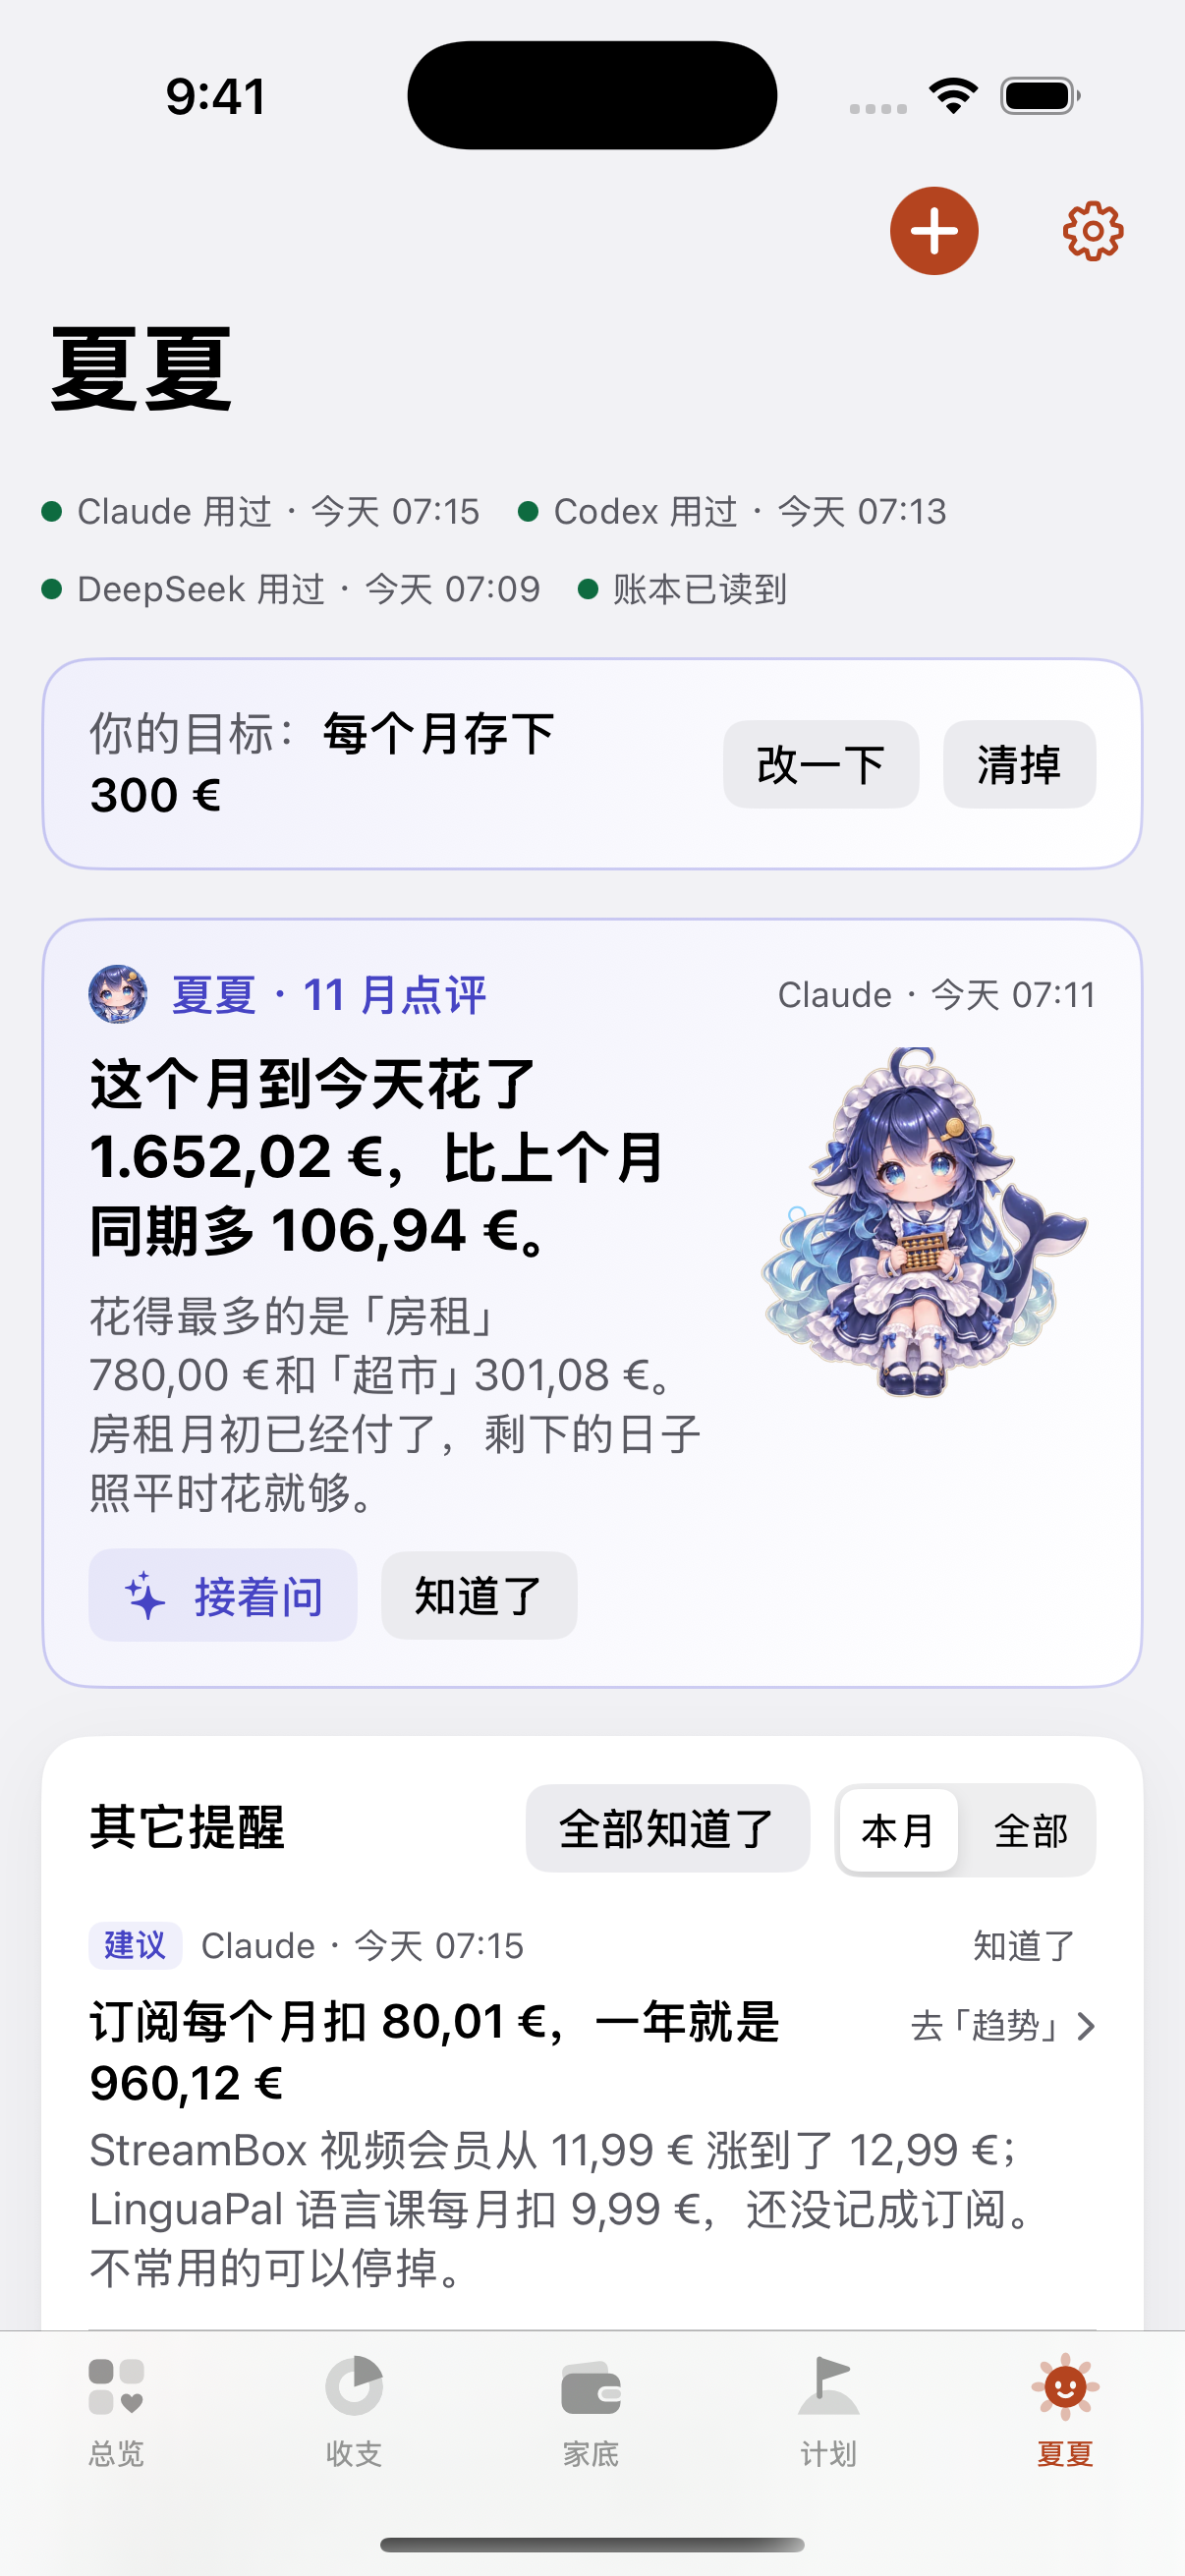 9:41
夏夏
Claude 用过 · 今天 07:15 Codex 用过 · 今天 07:13
DeepSeek 用过 · 今天 07:09 账本已读到
你的目标：每个月存下
300 €
改一下 清掉
夏夏 · 11 月点评 Claude · 今天 07:11
这个月到今天花了
1.652,02 €，比上个月
同期多 106,94 €。
花得最多的是「房租」
780,00 €和「超市」301,08 €。
房租月初已经付了，剩下的日子
照平时花就够。
接着问 知道了
其它提醒 全部知道了 本月 全部
建议 Claude · 今天 07:15 知道了
订阅每个月扣 80,01 €，一年就是
960,12 €
去「趋势」
StreamBox 视频会员从 11,99 € 涨到了 12,99 €；
LinguaPal 语言课每月扣 9,99 €，还没记成订阅。
不常用的可以停掉。
总览 收支 家底 计划 夏夏